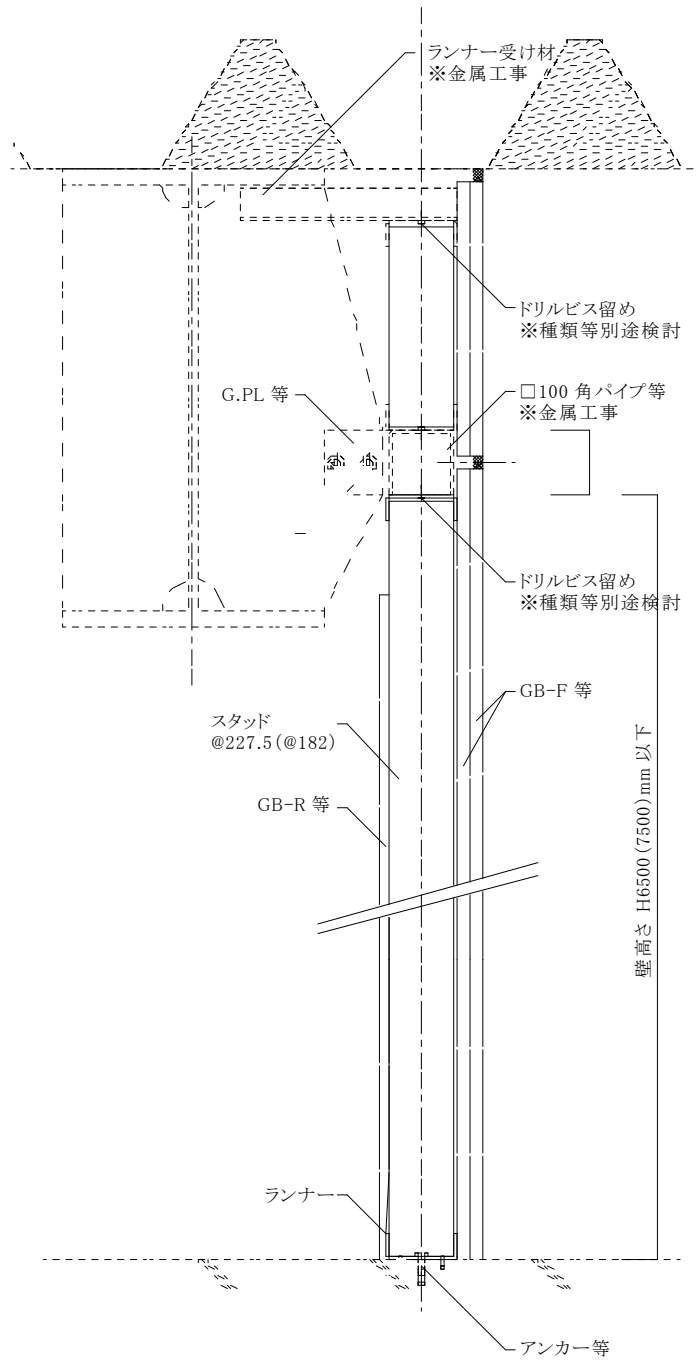 ランナー受け材
※金属工事
ドリルビス留め
※種類等別途検討
G.PL 等
□100 角パイプ等
※金属工事
ドリルビス留め
※種類等別途検討
GB-F 等
スタッド
@227.5(@182)
GB-R 等
壁高さ H6500(7500)mm 以下
ランナー
アンカー等